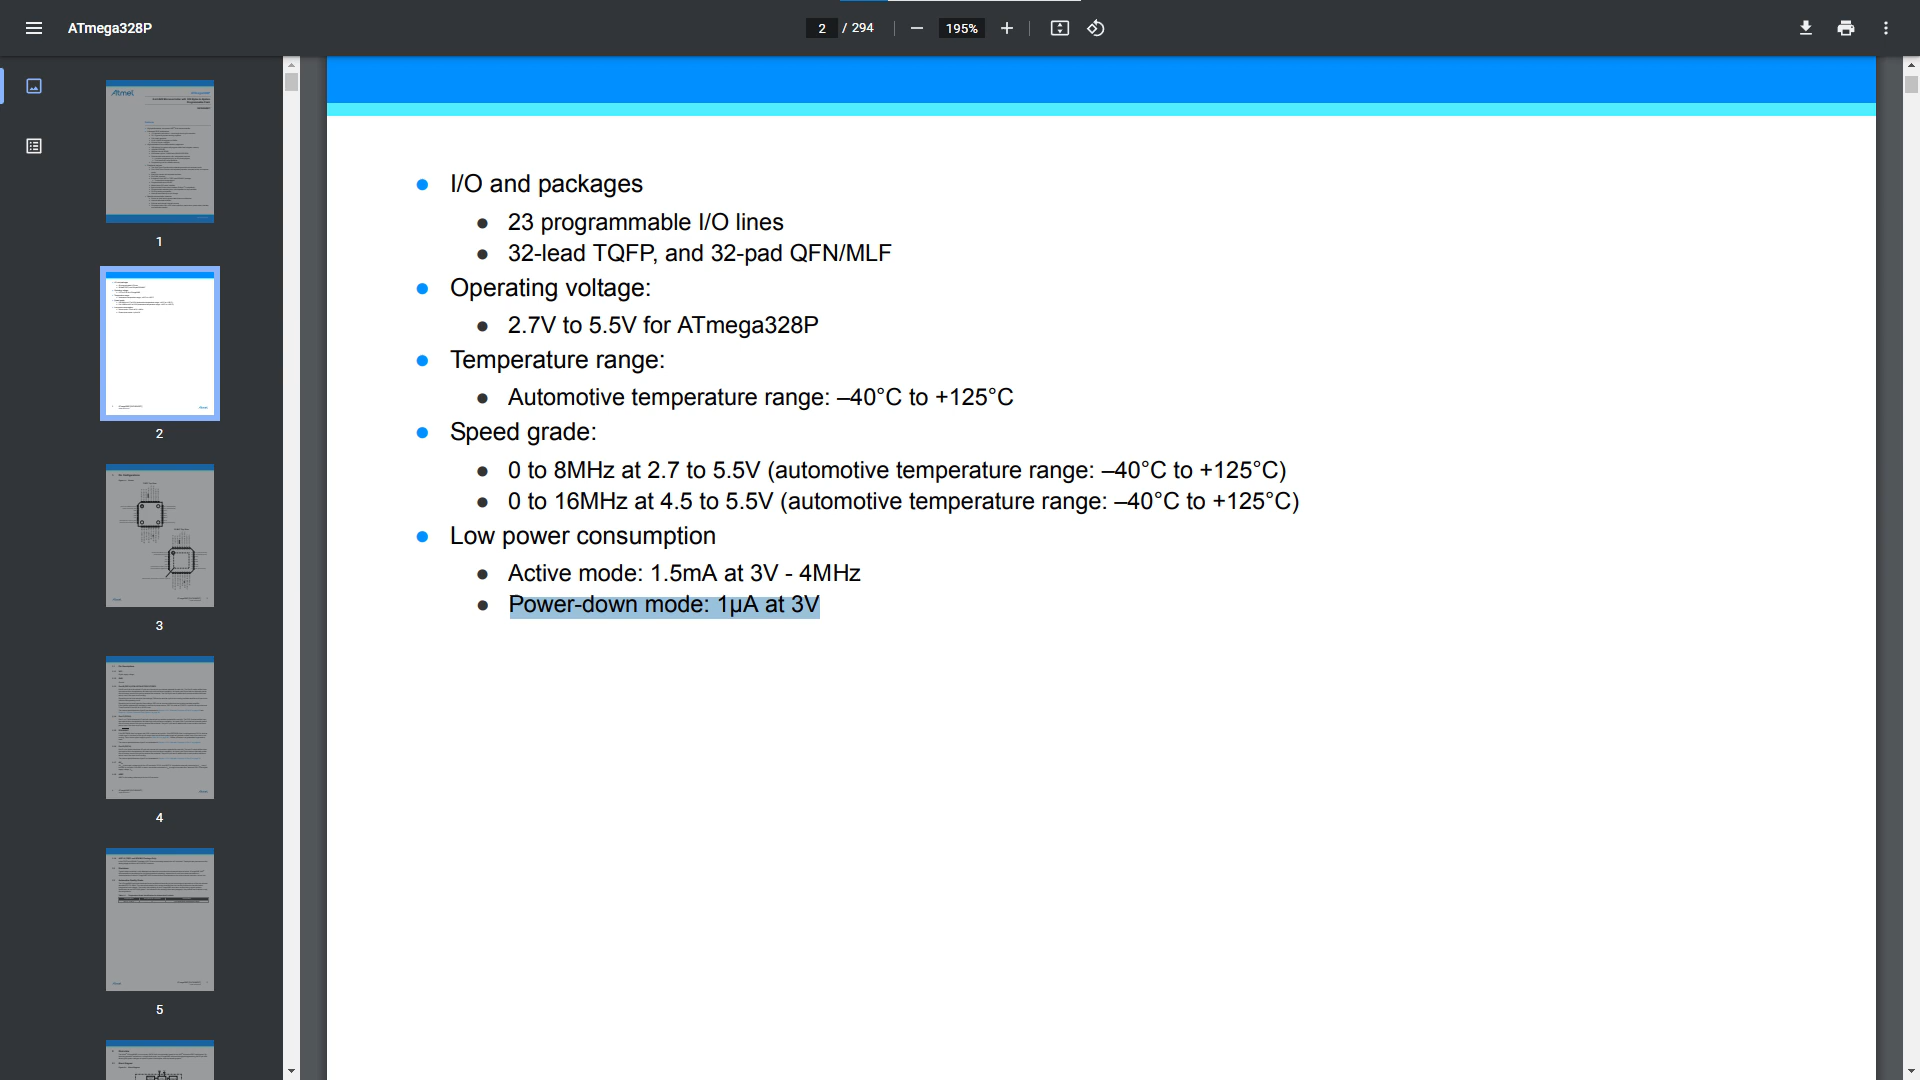 ATmega328P
2 / 294
195%
I/O and packages
23 programmable I/O lines
32-lead TQFP, and 32-pad QFN/MLF
Operating voltage:
2.7V to 5.5V for ATmega328P
Temperature range:
Automotive temperature range: –40°C to +125°C
Speed grade:
0 to 8MHz at 2.7 to 5.5V (automotive temperature range: –40°C to +125°C)
0 to 16MHz at 4.5 to 5.5V (automotive temperature range: –40°C to +125°C)
Low power consumption
Active mode: 1.5mA at 3V - 4MHz
Power-down mode: 1µA at 3V
Atmel
1
2
3
4
5